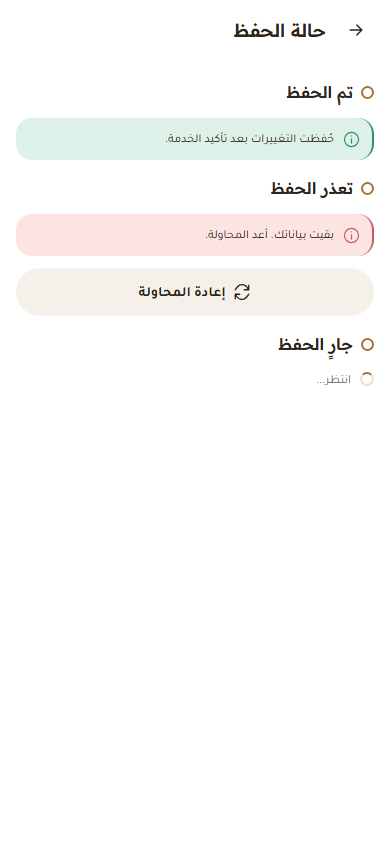 حالة الحفظ
تم الحفظ
حُفظت التغييرات بعد تأكيد الخدمة.
تعذر الحفظ
بقيت بياناتك. أعد المحاولة.
إعادة المحاولة
جارٍ الحفظ
انتظر...